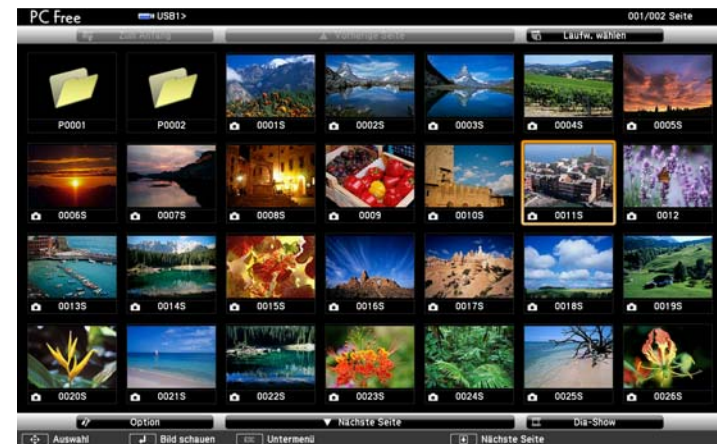 PC Free USB1> 001/002 Seite
Zum Anfang Vorherige Seite Laufw. wählen
P0001 P0002 0001S 0002S 0003S 0004S 0005S
0006S 0007S 0008S 0009 0010S 0011S 0012
0013S 0014S 0015S 0016S 0017S 0018S 0019S
0020S 0021S 0022S 0023S 0024S 0025S 0026S
Option Nächste Seite Dia-Show
Auswahl Bild schauen Esc Untermenü Nächste Seite